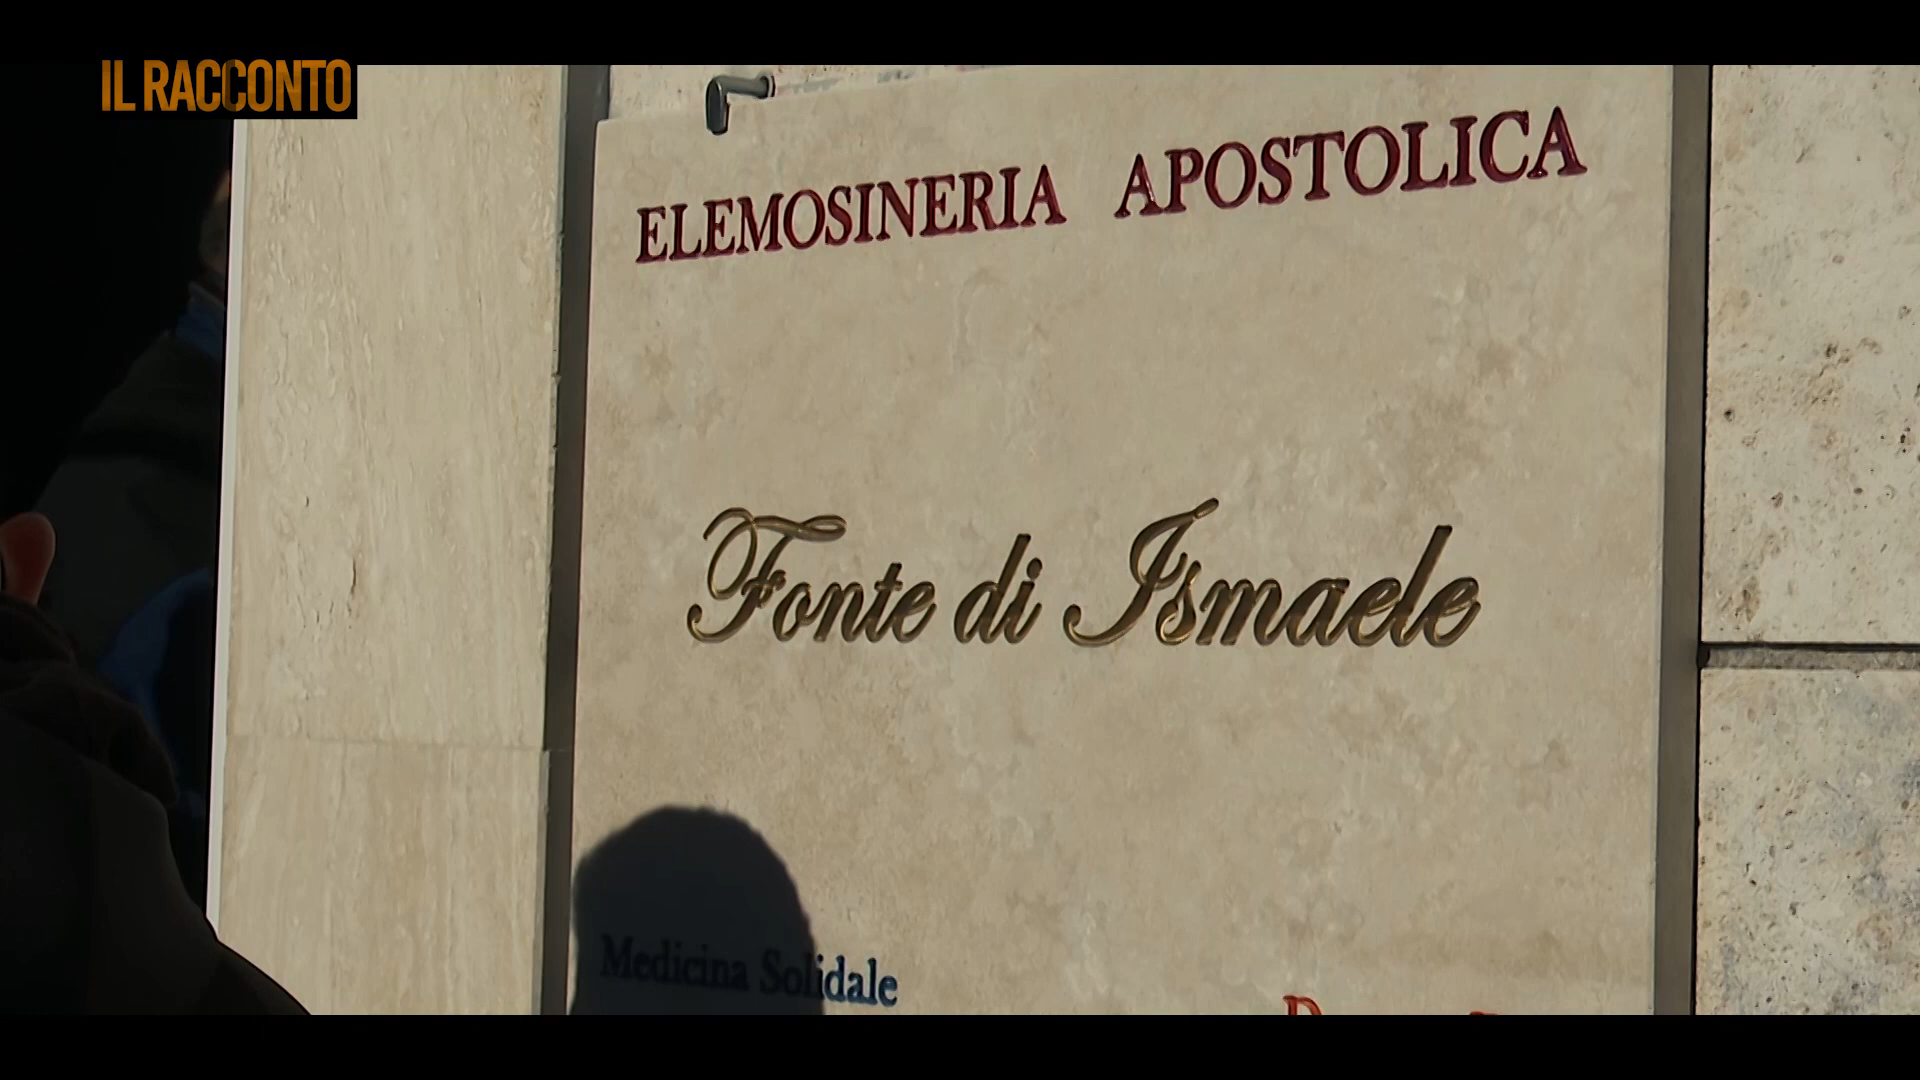 IL RACCONTO
ELEMOSINERIA APOSTOLICA
Fonte di Ismaele
Medicina Solidale